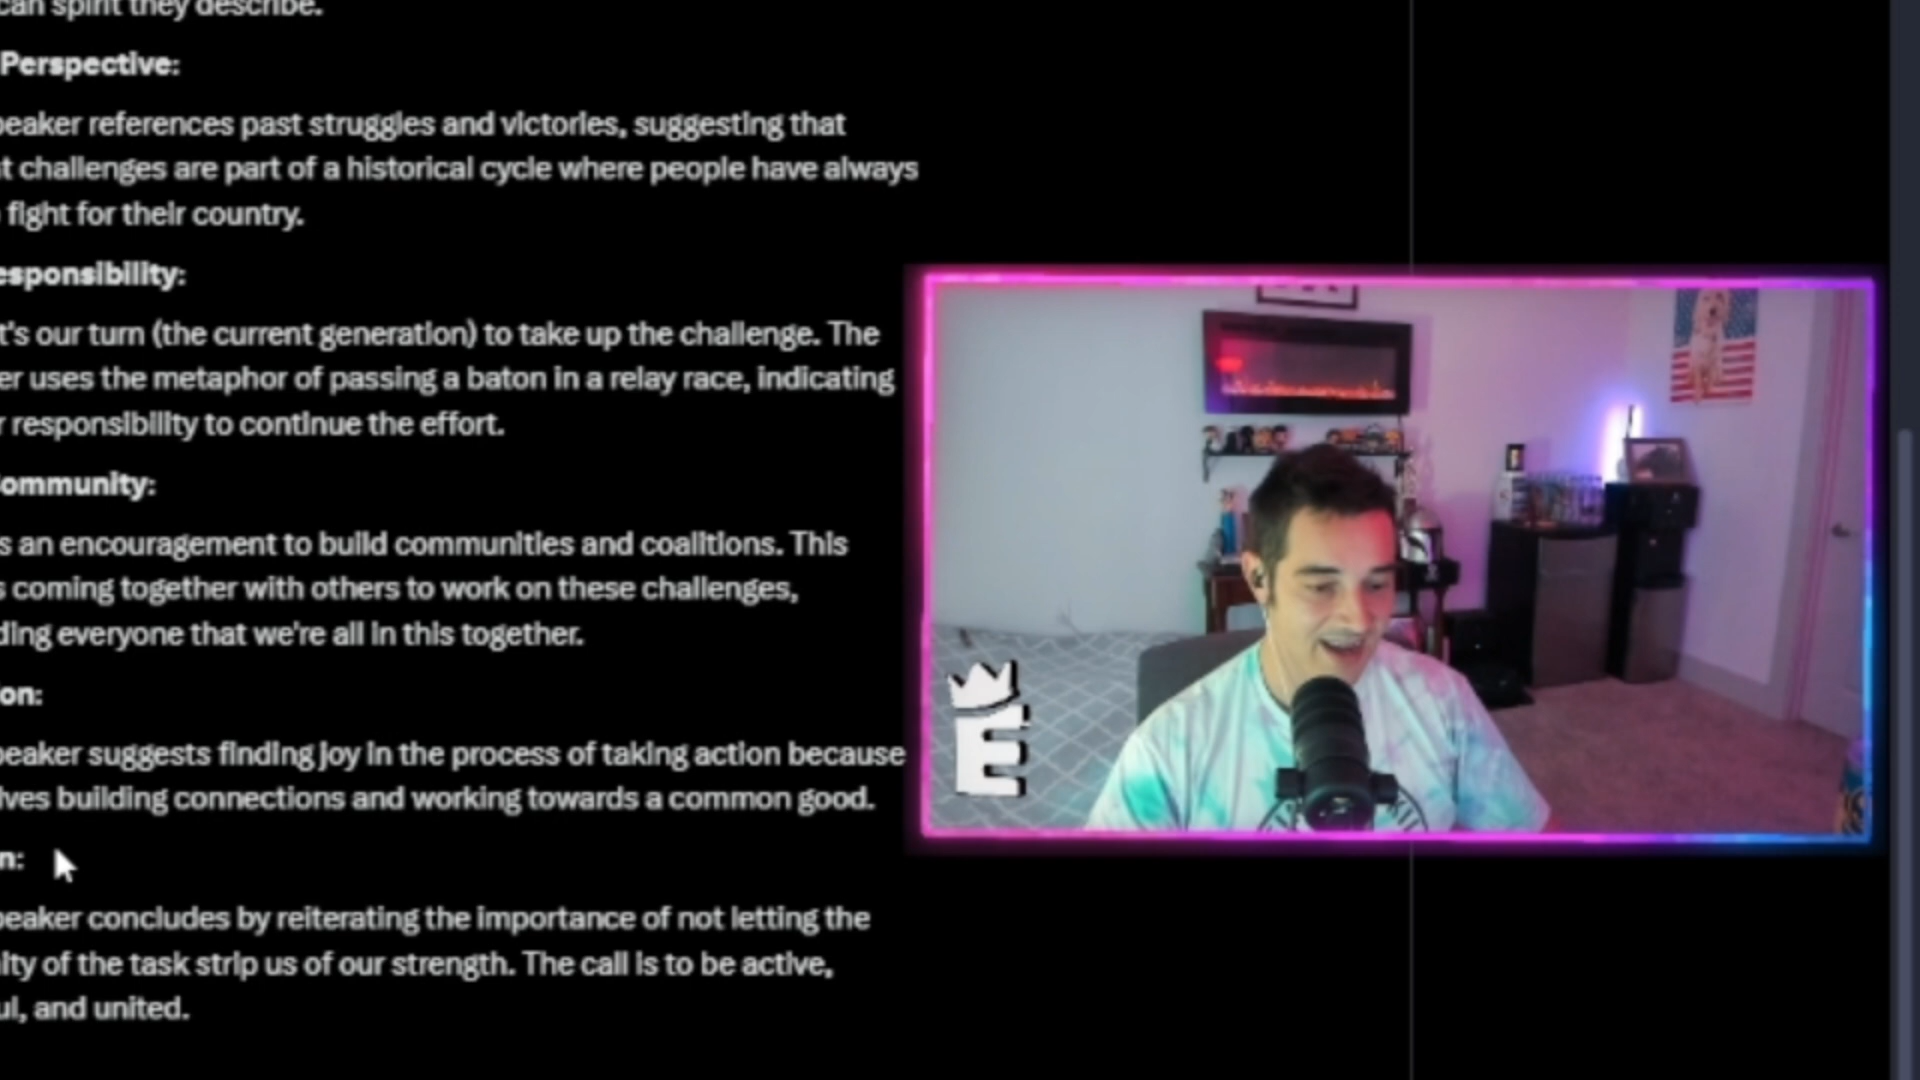 can spirit they describe.
Perspective:
peaker references past struggles and victories, suggesting that
t challenges are part of a historical cycle where people have always
fight for their country.
esponsibility:
t's our turn (the current generation) to take up the challenge. The
er uses the metaphor of passing a baton in a relay race, indicating
r responsibility to continue the effort.
ommunity:
s an encouragement to build communities and coalitions. This
s coming together with others to work on these challenges,
ding everyone that we're all in this together.
on:
peaker suggests finding joy in the process of taking action because
lves building connections and working towards a common good.
n:
peaker concludes by reiterating the importance of not letting the
lty of the task strip us of our strength. The call is to be active,
ul, and united.
E